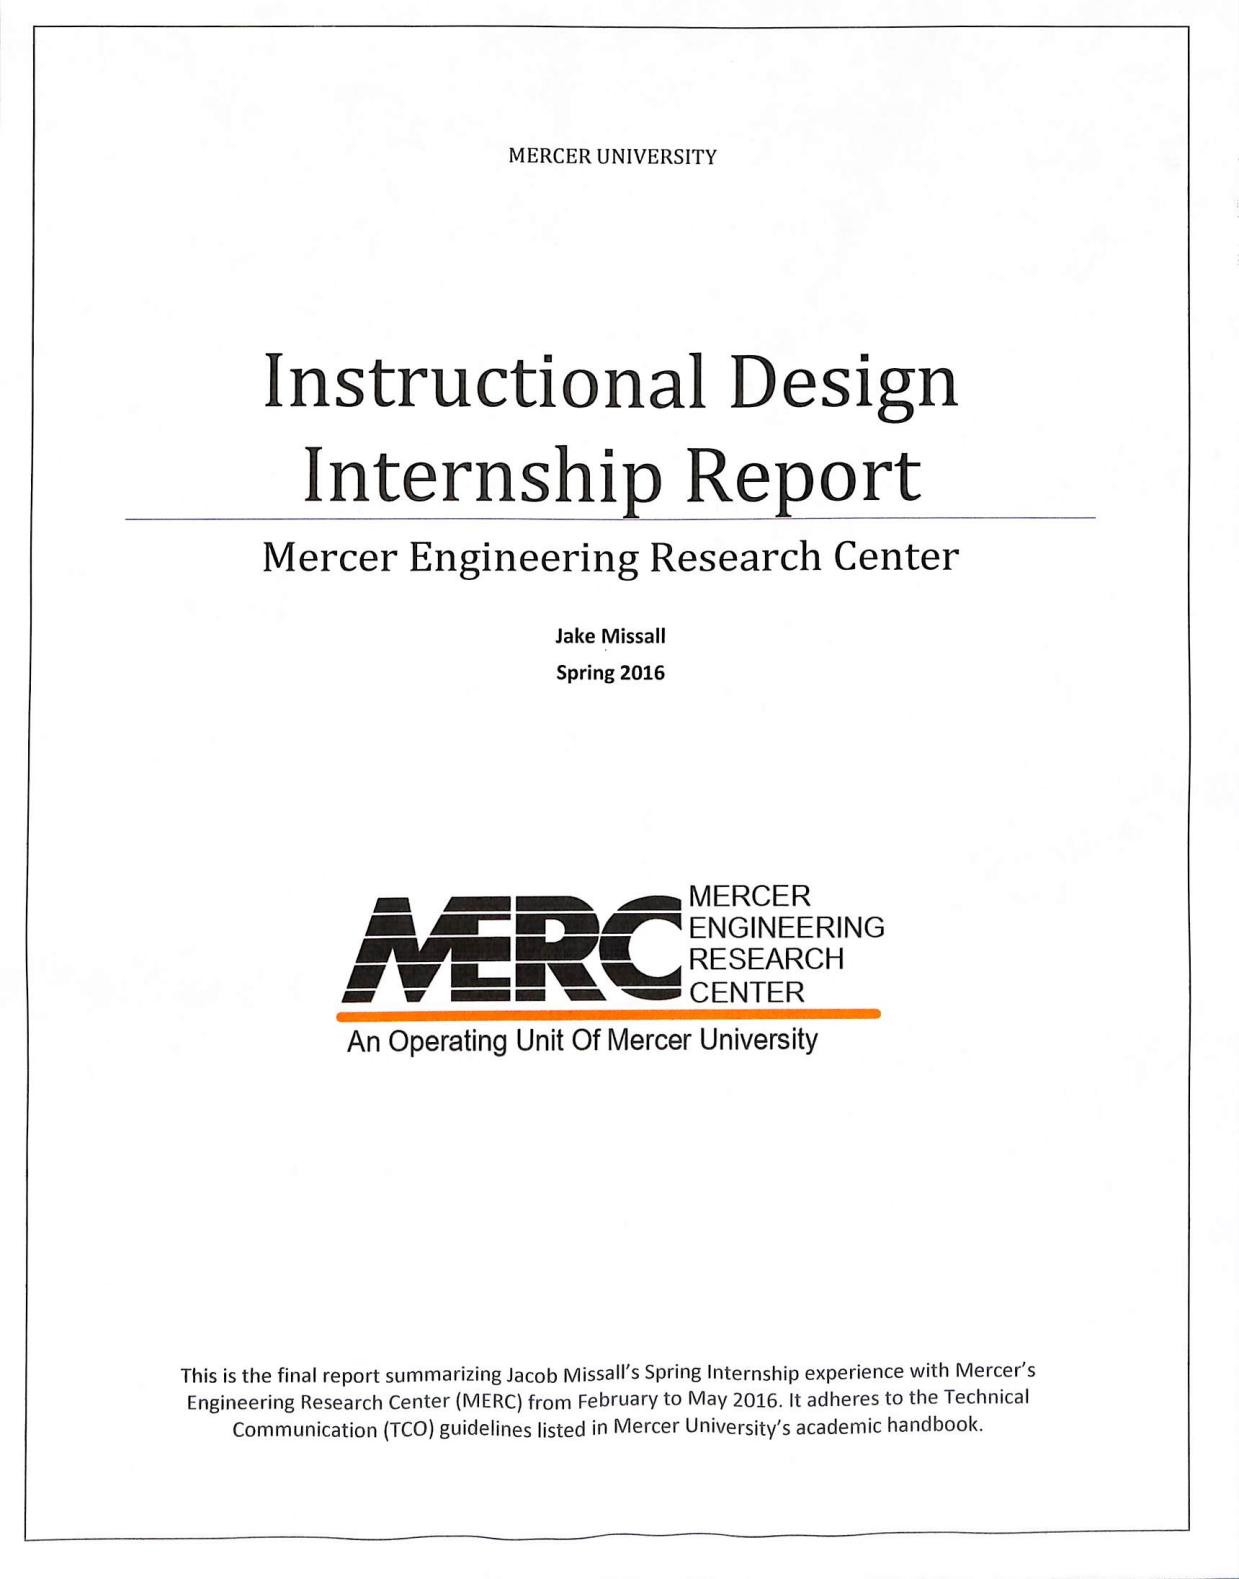 MERCER UNIVERSITY
Instructional Design
Internship Report
Mercer Engineering Research Center
Jake Missall
Spring 2016
MERC
MERCER
ENGINEERING
RESEARCH
CENTER
An Operating Unit Of Mercer University
This is the final report summarizing Jacob Missall's Spring Internship experience with Mercer's
Engineering Research Center (MERC) from February to May 2016. It adheres to the Technical
Communication (TCO) guidelines listed in Mercer University's academic handbook.